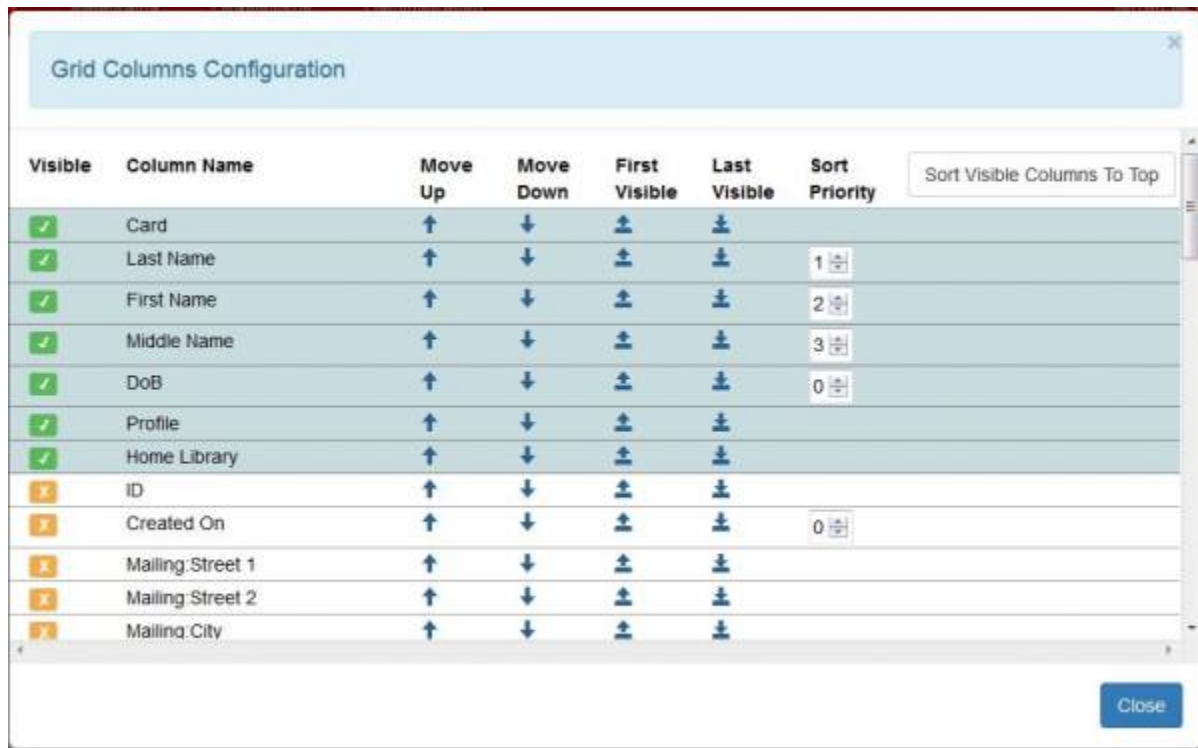 Grid Columns Configuration
×
Visible Column Name Move Up Move Down First Visible Last Visible Sort Priority Sort Visible Columns To Top
✓ Card
✓ Last Name 1
✓ First Name 2
✓ Middle Name 3
✓ DoB 0
✓ Profile
✓ Home Library
X ID
X Created On 0
X Mailing:Street 1
X Mailing:Street 2
X Mailing:City
Close